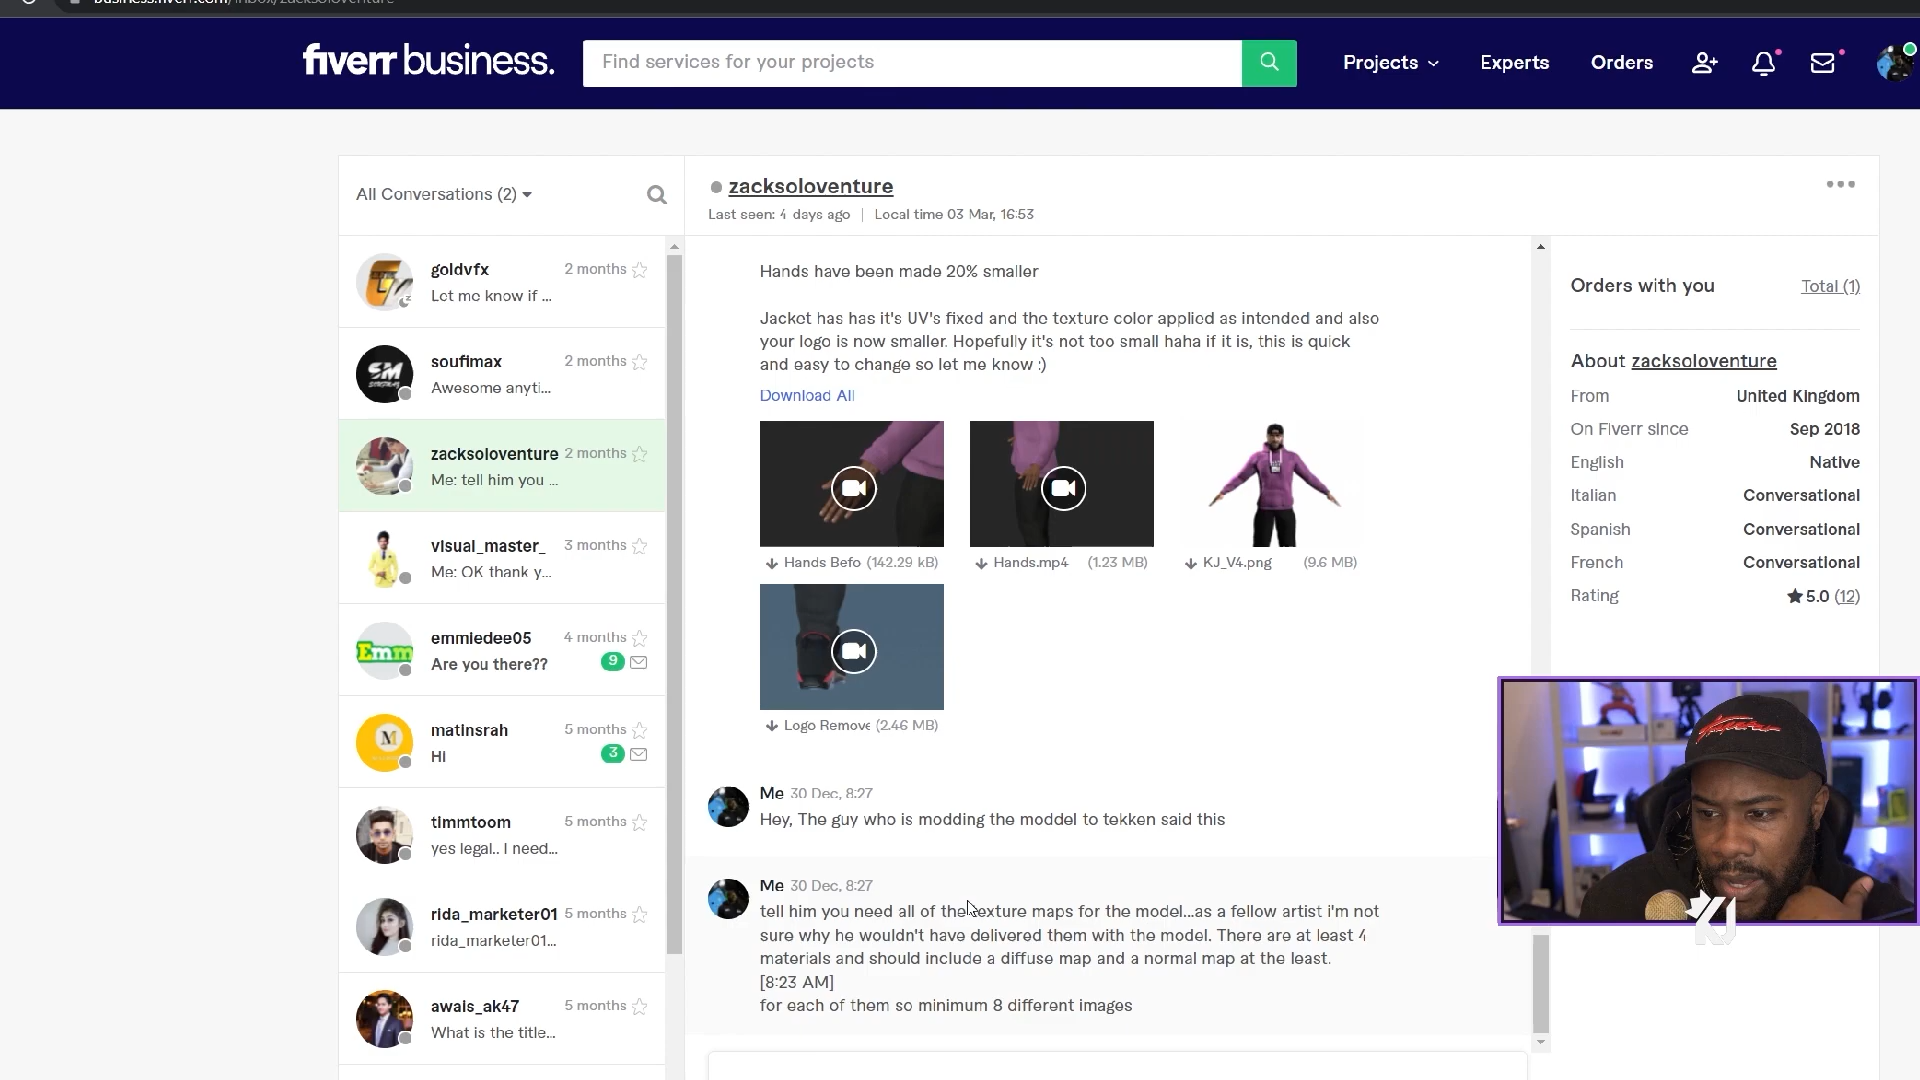 fiverr business.
Find services for your projects
Projects
Experts
Orders
All Conversations (2)
zacksoloventure
Last seen: 4 days ago | Local time 03 Mar, 16:53
goldvfx
2 months
Let me know if ...
soufimax
2 months
Awesome anyti...
zacksoloventure
2 months
Me: tell him you ...
visual_master_
3 months
Me: OK thank y...
emmiedee05
4 months
Are you there??
9
matinsrah
5 months
Hi
3
timmtoom
5 months
yes legal.. I need...
rida_marketer01
5 months
rida_marketer01...
awais_ak47
5 months
What is the title...
Hands have been made 20% smaller
Jacket has has it's UV's fixed and the texture color applied as intended and also
your logo is now smaller. Hopefully it's not too small haha if it is, this is quick
and easy to change so let me know :)
Download All
Hands Befo (142.29 kB)
Hands.mp4 (1.23 MB)
KJ_V4.png (9.6 MB)
Logo Remove (2.46 MB)
Me 30 Dec, 8:27
Hey, The guy who is modding the moddel to tekken said this
Me 30 Dec, 8:27
tell him you need all of the texture maps for the model...as a fellow artist i'm not
sure why he wouldn't have delivered them with the model. There are at least 4
materials and should include a diffuse map and a normal map at the least.
[8:23 AM]
for each of them so minimum 8 different images
Orders with you
Total (1)
About zacksoloventure
From United Kingdom
On Fiverr since Sep 2018
English Native
Italian Conversational
Spanish Conversational
French Conversational
Rating 5.0 (12)